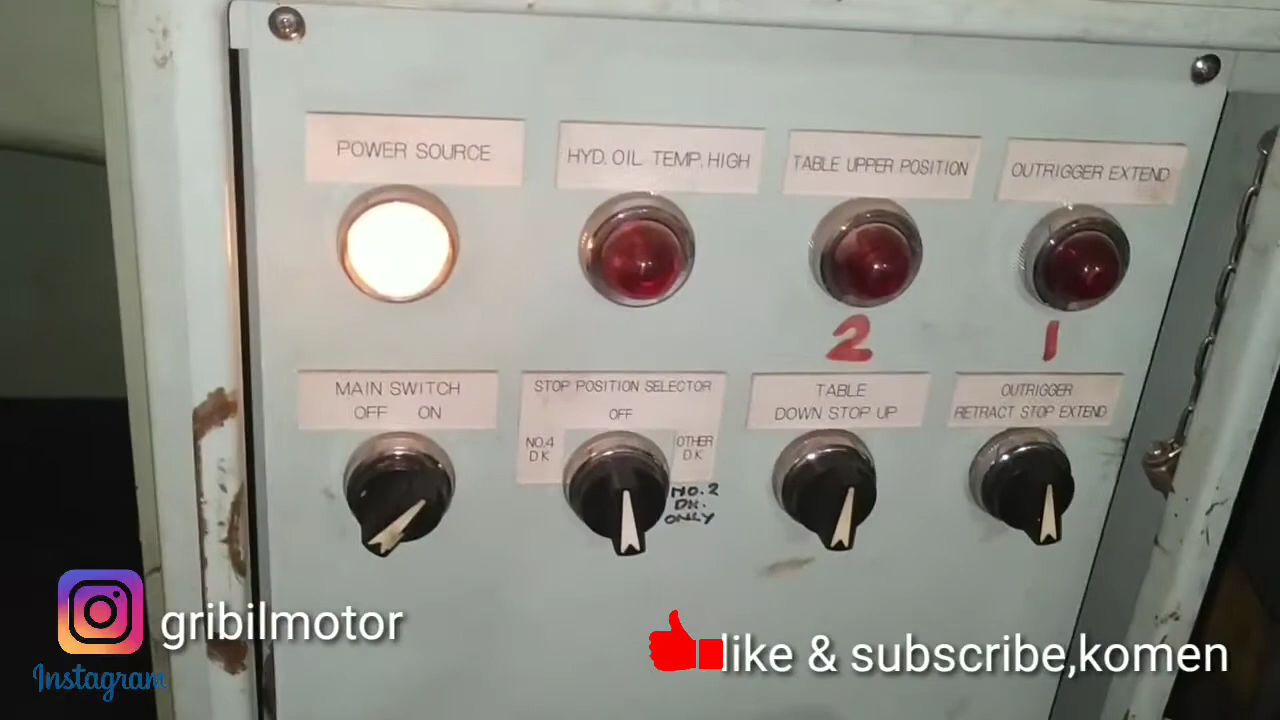 POWER SOURCE
HYD. OIL TEMP. HIGH
TABLE UPPER POSITION
OUTRIGGER EXTEND
2
1
MAIN SWITCH
OFF ON
STOP POSITION SELECTOR
OFF
NO.4
D K
OTHER
D.K
NO. 2
DK.
ONLY
TABLE
DOWN STOP UP
OUTRIGGER
RETRACT STOP EXTEND
gribilmotor
Instagram
like & subscribe,komen